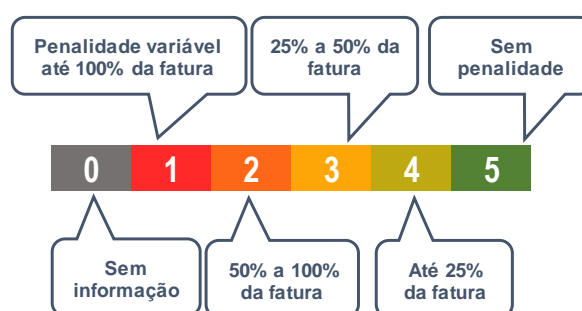 Penalidade variável
até 100% da fatura
25% a 50% da
fatura
Sem
penalidade
0 1 2 3 4 5
Sem
informação
50% a 100%
da fatura
Até 25%
da fatura